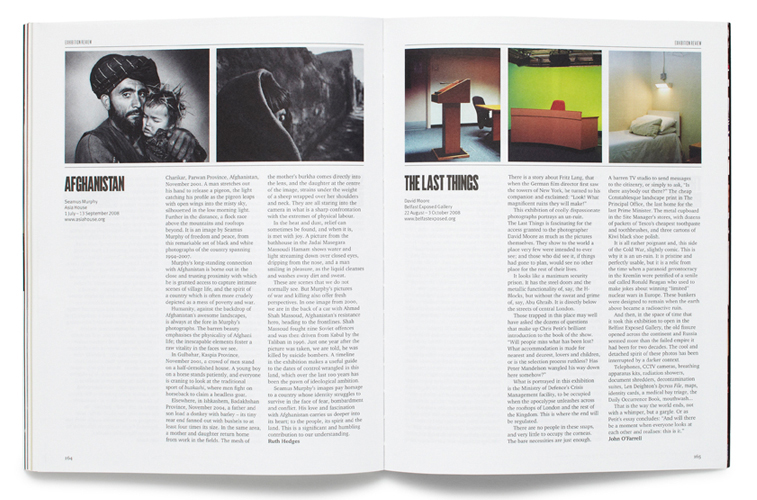 EXHIBITION REVIEW
AFGHANISTAN
Seamus Murphy
Asia House
www.asiahouse.org
Charikar, Parwan Province, Afghanistan,
November 2001. A man stretches out
his hand to release a pigeon, the light
catching his profile as the pigeon leaps
with open wings into the misty sky,
silhouetted in the low morning light.
Further in the distance, a flock rises
above the mountains and rooftops
beyond. It is an image by Seamus
Murphy of freedom and peace, from
this remarkable set of black and white
photographs of the country spanning
1994-2007.
Murphy's long-standing connection
with Afghanistan is borne out in the
close and trusting proximity with which
he is granted access to capture intimate
scenes of village life, and the spirit of
a country which is often more crudely
depicted as a mess of poverty and war.
Humanity, against the backdrop of
Afghanistan's awesome landscapes,
is always at the fore in Murphy's
photographs. The barren beauty
emphasises the physicality of Afghani
life; the inescapable elements foster a
raw vitality in the faces we see.
In Gulbahar, Kapisa Province,
November 2001, a crowd of men stand
on a half-demolished home. A young boy
on a horse stands patiently, and everyone
is craning to look at the traditional
sport of Buzkashi, where men fight on
horseback to claim a headless goat.
Elsewhere, in Ishkashem, Badakhshan
Province, November 2004, a father and
son load a donkey with barley – its tiny
rear end fanned out with bustles to at
least four times its size. In the same area,
a mother and daughter return home
from work in the fields. The mesh of
the mother's burkha comes directly into
the lens, and the daughter at the centre
of the image, strains under the weight
of a sheep wrapped over her shoulders
and neck. They are all staring into the
camera in what is a sharp confrontation
with the extremes of physical labour.
In the heat and dust, relief can
sometimes be found, and when it is,
is met with joy. A picture from the
bathhouse in the Jadai Masegara
Maranjan Hamam shows water and
light streaming down over closed eyes,
dripping from the nose, and a man
smiling in pleasure, as the liquid cleanses
and washes away dirt and sweat.
These are scenes that we do not
normally see. But Murphy's pictures
of war and killing also offer fresh
perspectives. In one image from 2000,
we are in the back of a car with Ahmad
Shah Massoud, Afghanistan's resistance
hero, heading to the frontlines. Shah
Massoud fought nine Soviet offences
and was then driven from Kabul by the
Taliban in 1996. Just one year after the
picture was taken, we are told, he was
killed by suicide bombers. A timeline
in the exhibition makes a useful guide
to the dates of control wrangled in this
land, which over the last 100 years has
been the pawn of ideological ambition.
Seamus Murphy's images pay homage
to a country whose identity struggles to
survive in the face of fear, bombardment
and conflict. His love and fascination
with Afghanistan carries us deeper into
its heart; to the people, its spirit and the
land. This is a significant and humbling
contribution to our understanding.
Ruth Hedges
164
EXHIBITION REVIEW
THE LAST THINGS
David Moore
Belfast Exposed Gallery
22 August – 3 October 2008
www.belfastexposed.org
There is a story about Fritz Lang, that
when the German film director first saw
the towers of New York, he turned to his
companion and exclaimed: "Look! What
magnificent ruins they will make!"
This exhibition of coolly dispassionate
photographs portrays an un-ruin.
The Last Things is fascinating for the
access granted to the photographer
David Moore as much as the pictures
themselves. They show to the world a
place very few were intended to ever
see; and those who did see it, if things
had gone to plan, would see no other
place for the rest of their lives.
It looks like a maximum security
prison. It has the steel doors and the
metallic functionality of, say, the H-
Blocks, but without the sweat and grime
of, say, Abu Ghraib. It is directly below
the streets of central London.
Those trapped in that place may well
have asked the dozens of questions
that make up Chris Petit's brilliant
introduction to the book of the show.
"Will people miss what has been lost?
What accommodation is made for
nearest and dearest, lovers and children,
or is the selection process ruthless? Has
Peter Mandelson wangled his way down
here somehow?"
What is portrayed in this exhibition
is the Ministry of Defence's Crisis
Management facility, to be occupied
when the apocalypse unleashes across
the rooftops of London and the rest of
the Kingdom. This is where the end will
be regulated.
There are no people in these snaps,
and very little to occupy the corneas.
The bare necessities are just enough.
A barren TV studio to send messages
to the citizenry, or simply to ask, "Is
there anybody out there?" The cheap
Constablesque landscape print in The
Principal Office, the last home for the
last Prime Minister. The metal cupboard
in the Fire Manager's store, with dozens
of packets of Tesco's cheapest toothpaste
and toothbrushes, and three cartons of
Kiwi black shoe polish.
It is all rather poignant and, this side
of the Cold War, slightly comic. This is
why it is an un-ruin. It is pristine and
perfectly usable, but it is a relic from
the time when a paranoid gerontocracy
in the Kremlin were petrified of a senile
oaf called Ronald Reagan who used to
make jokes about winning "limited"
nuclear wars in Europe. These bunkers
were designed to remain when the earth
above became a radioactive ruin.
And then, in the space of time that
it took this exhibition to open in the
Belfast Exposed Gallery, the old fissure
opened across the continent and Russia
seemed more than the failed empire it
had been for two decades. The cool and
detached spirit of these photos has been
interrupted by a darker context.
Telephones, CCTV cameras, breathing
apparatus kits, radiation showers,
document shredders, decontamination
suites, Len Deighton's Ipcress File, maps,
identity cards, a medical bay triage, the
Daily Occurrence Book, mouthwash...
That is the way the world ends, not
with a whimper, but a gargle. Or as
Petit's essay concludes: "And will there
be a moment when everyone looks at
each other and realises: this is it."
John O'Farrell
165